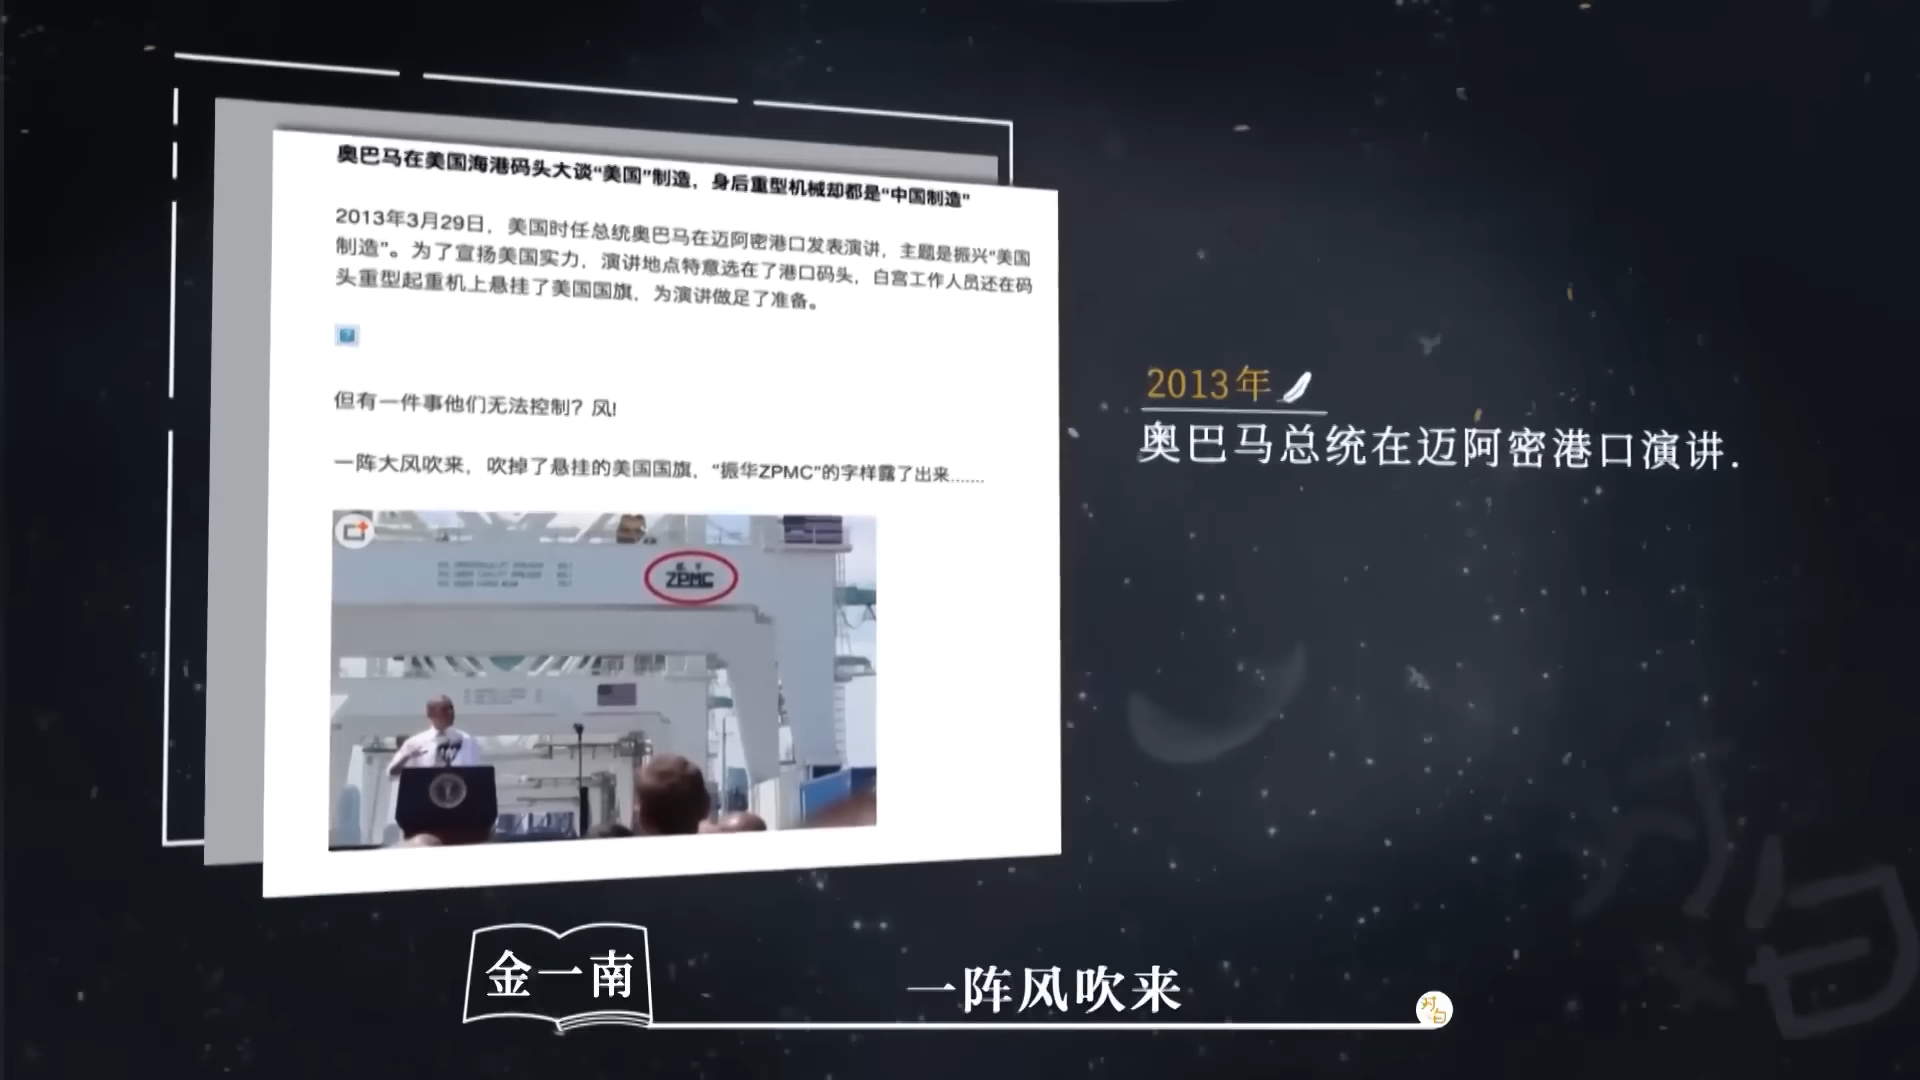 奥巴马在美国海港码头大谈“美国”制造，身后重型机械却都是“中国制造”
2013年3月29日，美国时任总统奥巴马在迈阿密港口发表演讲，主题是振兴“美国
制造”。为了宣扬美国实力，演讲地点特意选在了港口码头，白宫工作人员还在码
头重型起重机上悬挂了美国国旗，为演讲做足了准备。
但有一件事他们无法控制？风!
一阵大风吹来，吹掉了悬挂的美国国旗，“振华ZPMC”的字样露了出来......
ZPMC
2013年
奥巴马总统在迈阿密港口演讲.
金一南
一阵风吹来
对白
对白